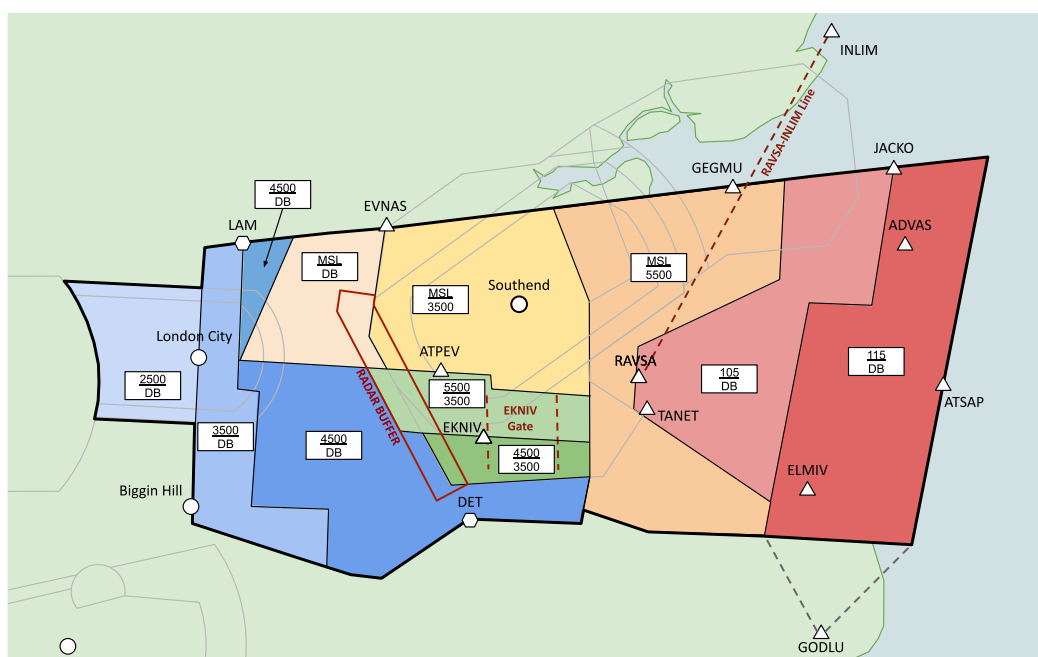 INLIM
RAVSA-INLIM Line
JACKO
GEGMU
4500
DB
EVNAS
LAM
ADVAS
MSL
DB
MSL
5500
MSL
3500
Southend
London City
ATPEV
RAVSA
115
DB
2500
DB
RADAR BUFFER
5500
3500
105
DB
ATSAP
EKNIV
Gate
TANET
EKNIV
3500
DB
4500
DB
4500
3500
ELMIV
Biggin Hill
DET
GODLU